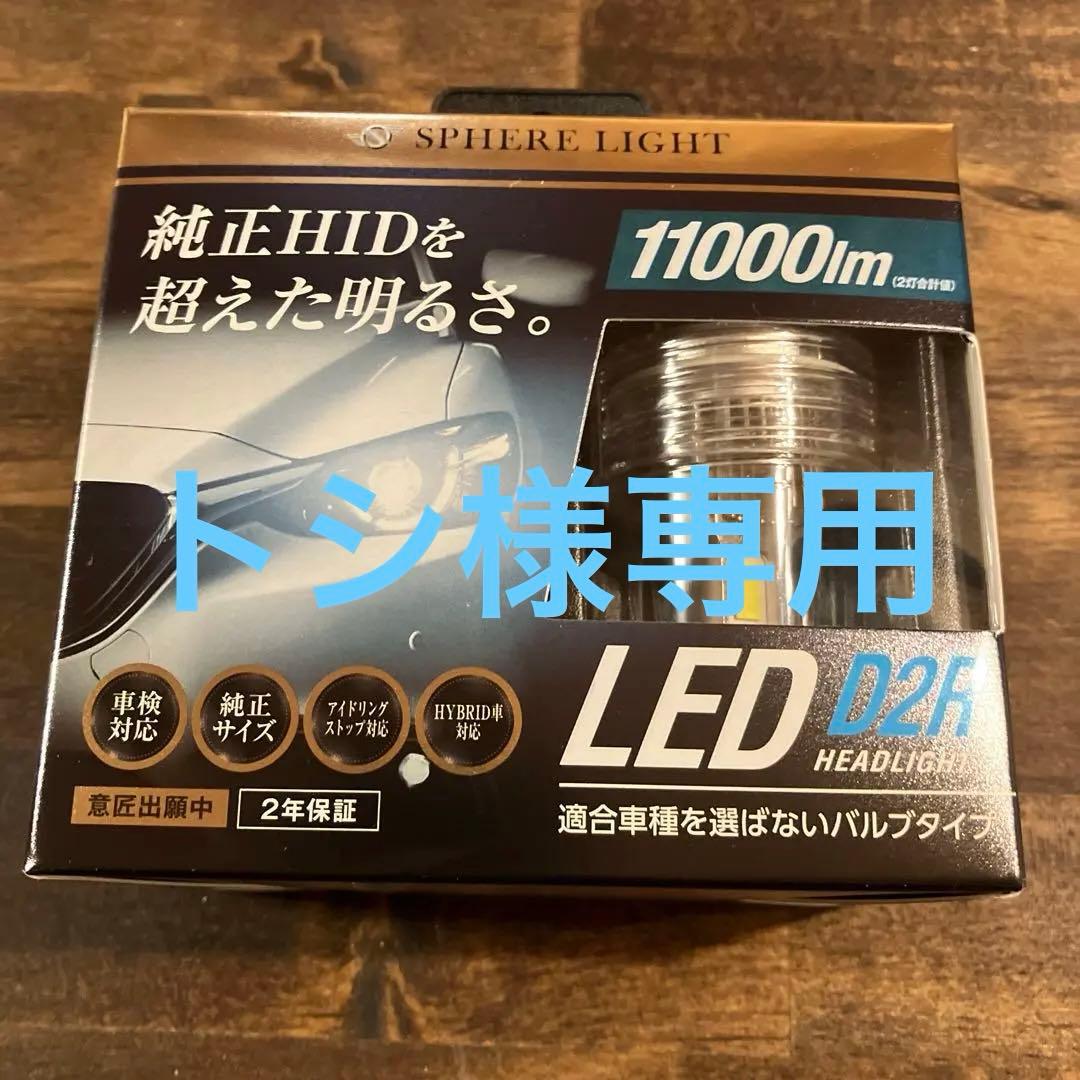 SPHERE LIGHT
純正HIDを
超えた明るさ。
11000lm
(2灯合計値)
トシ様専用
車検
対応
純正
サイズ
アイドリング
ストップ対応
HYBRID車
対応
意匠出願中
2年保証
LED
D2R
HEADLIGHT
適合車種を選ばないバルブタイプ